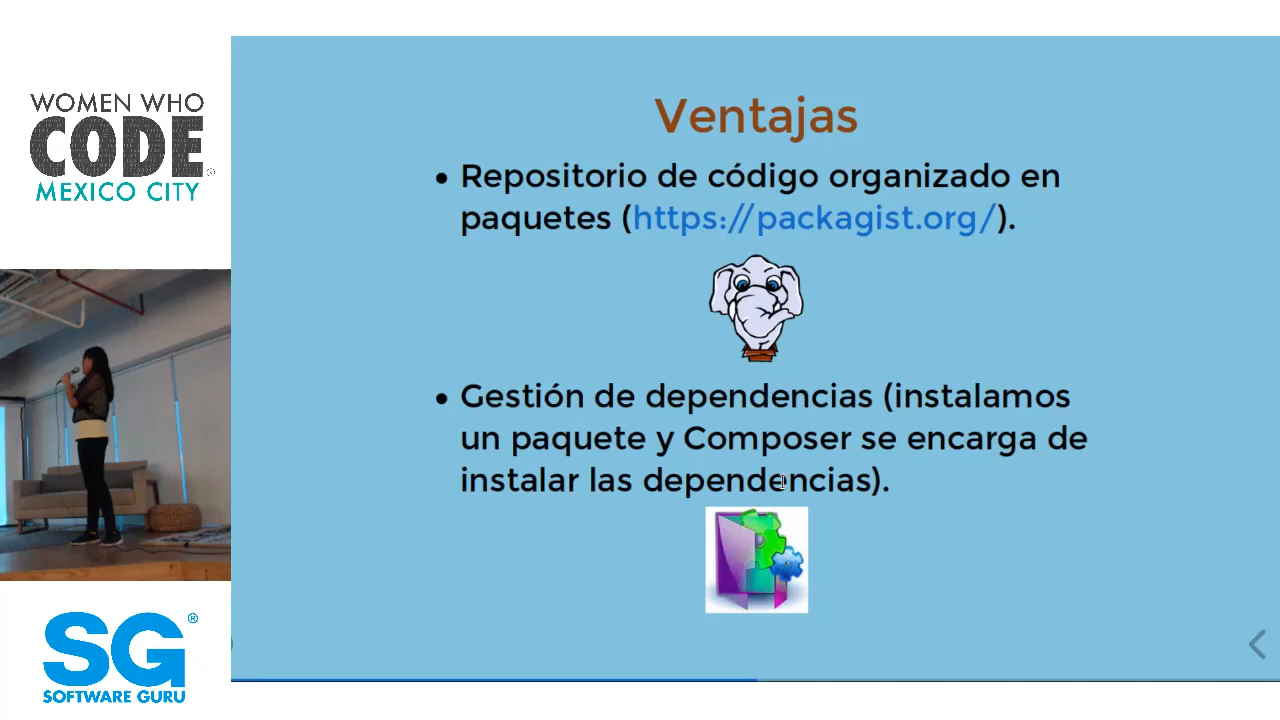 WOMEN WHO
CODE
MEXICO CITY
Ventajas
Repositorio de código organizado en
paquetes (https://packagist.org/).
Gestión de dependencias (instalamos
un paquete y Composer se encarga de
instalar las dependencias).
SG®
SOFTWARE GURU